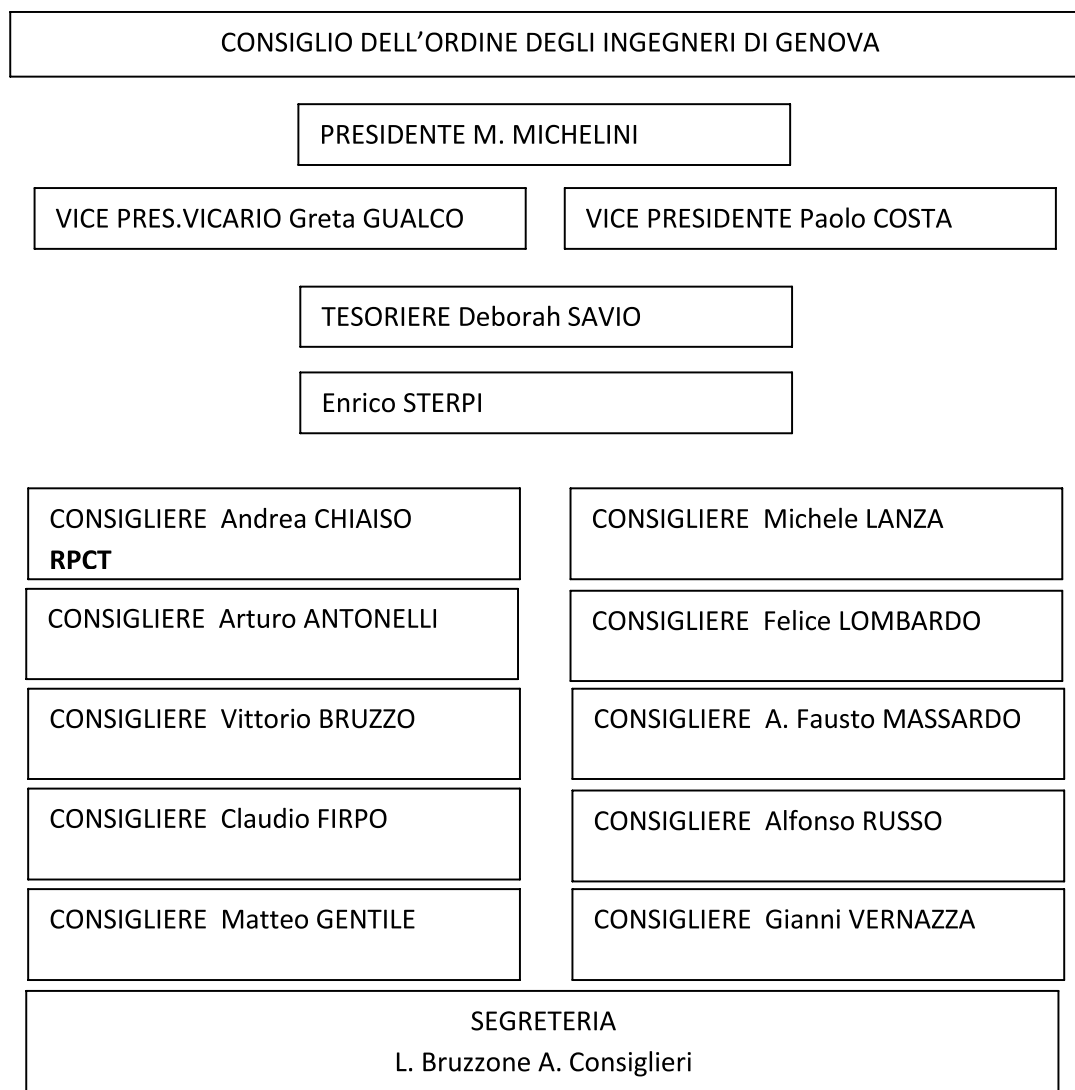 CONSIGLIO DELL'ORDINE DEGLI INGEGNERI DI GENOVA
PRESIDENTE M. MICHELINI
VICE PRES.VICARIO Greta GUALCO
VICE PRESIDENTE Paolo COSTA
TESORIERE Deborah SAVIO
Enrico STERPI
CONSIGLIERE Andrea CHIAISO
RPCT
CONSIGLIERE Michele LANZA
CONSIGLIERE Arturo ANTONELLI
CONSIGLIERE Felice LOMBARDO
CONSIGLIERE Vittorio BRUZZO
CONSIGLIERE A. Fausto MASSARDO
CONSIGLIERE Claudio FIRPO
CONSIGLIERE Alfonso RUSSO
CONSIGLIERE Matteo GENTILE
CONSIGLIERE Gianni VERNAZZA
SEGRETERIA
L. Bruzzone A. Consiglieri